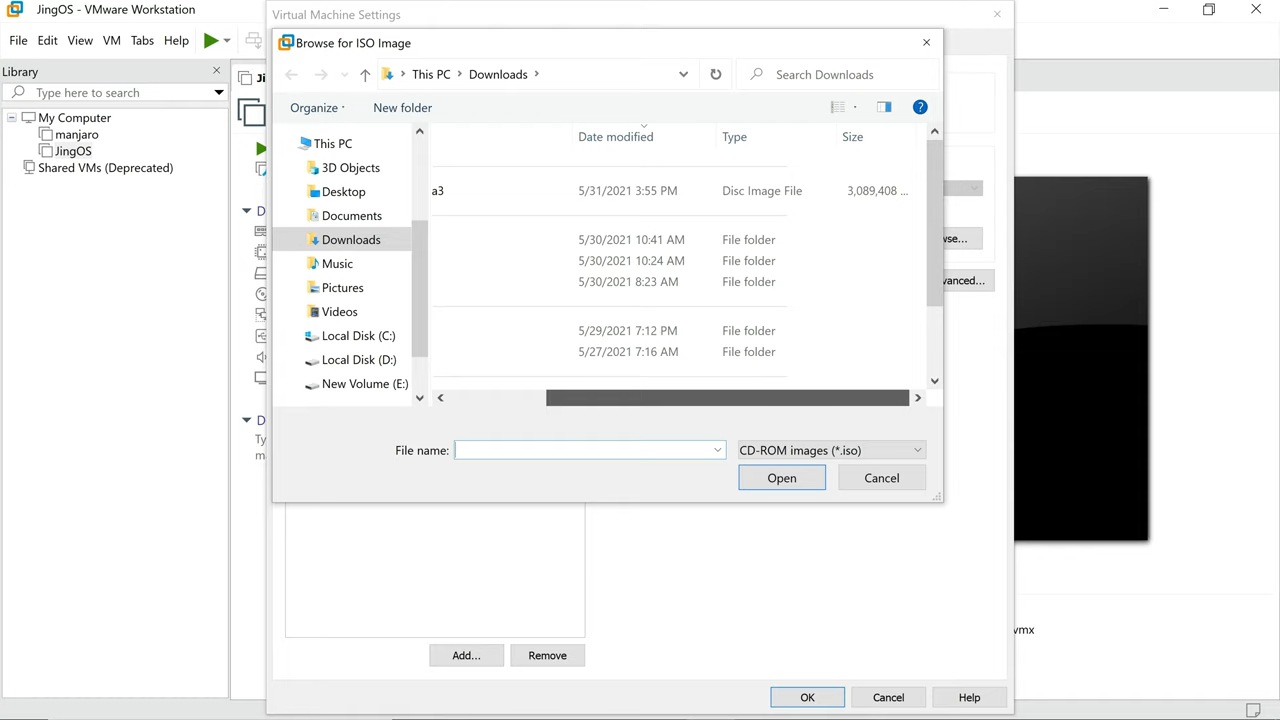 JingOS - VMware Workstation
Virtual Machine Settings
File Edit View VM Tabs Help
Browse for ISO Image
Library
This PC Downloads
Search Downloads
Type here to search
Organize New folder
My Computer
manjaro
JingOS
Shared VMs (Deprecated)
This PC
3D Objects
Desktop
Documents
Downloads
Music
Pictures
Videos
Local Disk (C:)
Local Disk (D:)
New Volume (E:)
Date modified Type Size
a3 5/31/2021 3:55 PM Disc Image File 3,089,408 ...
5/30/2021 10:41 AM File folder
5/30/2021 10:24 AM File folder
5/30/2021 8:23 AM File folder
5/29/2021 7:12 PM File folder
5/27/2021 7:16 AM File folder
File name: CD-ROM images (*.iso)
Open Cancel
Add... Remove
OK Cancel Help